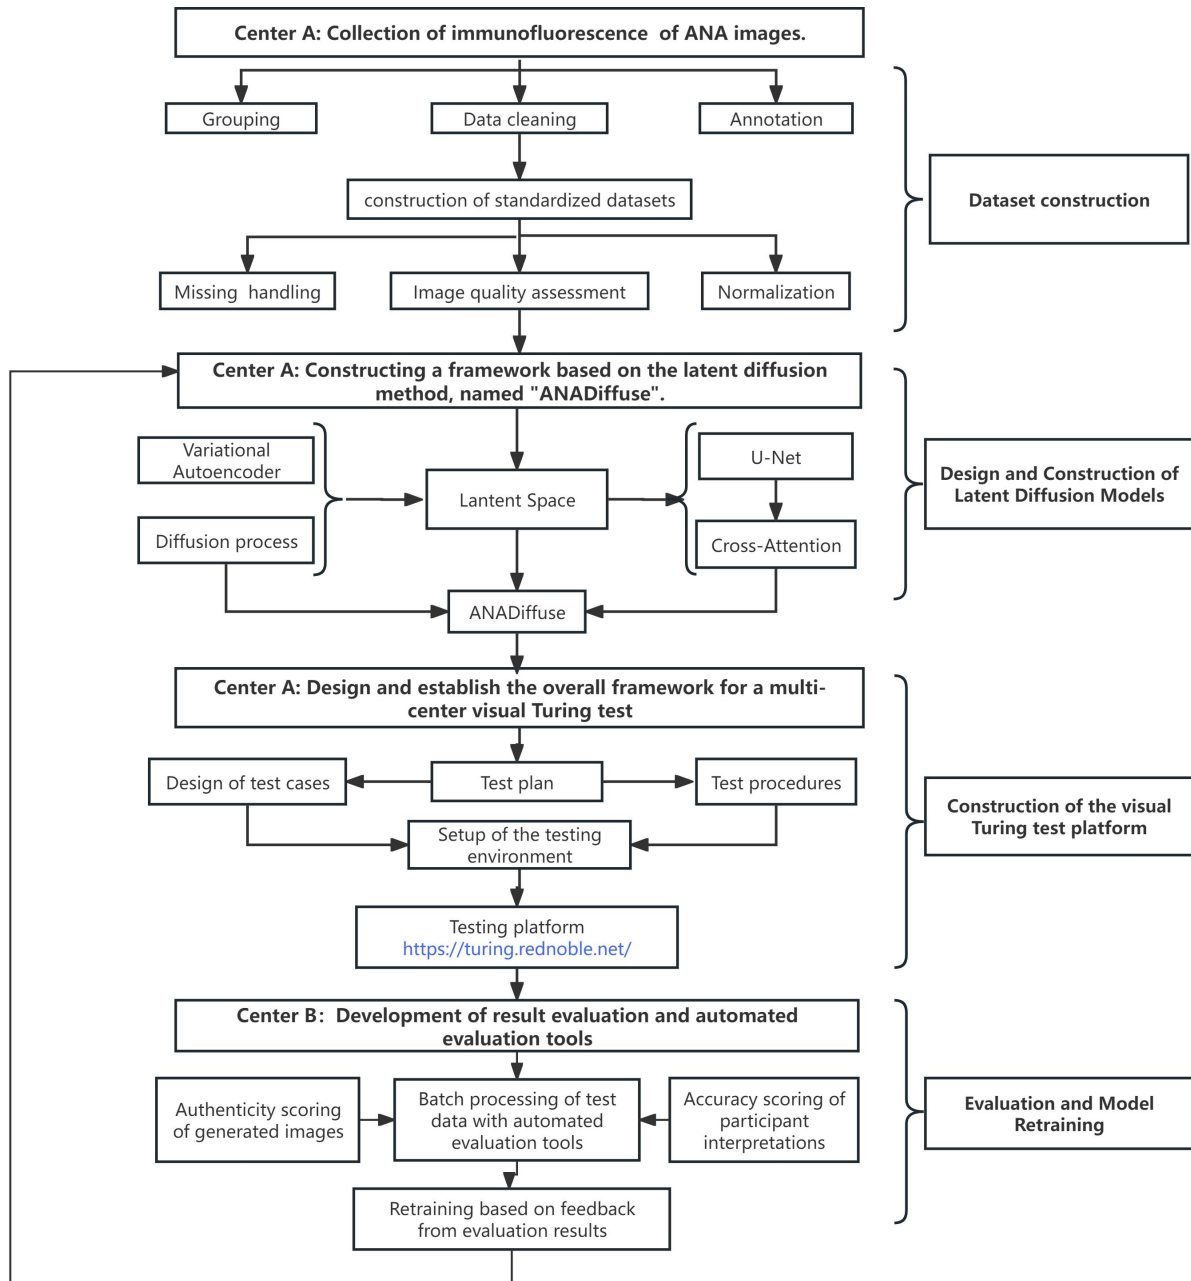 Center A: Collection of immunofluorescence  of ANA images.
Grouping
Data cleaning
Annotation
construction of standardized datasets
Missing  handling
Image quality assessment
Normalization
Dataset construction
Center A: Constructing a framework based on the latent diffusion
method, named "ANADiffuse".
Variational
Autoencoder
Diffusion process
Lantent Space
U-Net
Cross-Attention
ANADiffuse
Design and Construction of
Latent Diffusion Models
Center A: Design and establish the overall framework for a multi-
center visual Turing test
Design of test cases
Test plan
Test procedures
Setup of the testing
environment
Testing platform
https://turing.rednoble.net/
Construction of the visual
Turing test platform
Center B:  Development of result evaluation and automated
evaluation tools
Authenticity scoring
of generated images
Batch processing of test
data with automated
evaluation tools
Accuracy scoring of
participant
interpretations
Retraining based on feedback
from evaluation results
Evaluation and Model
Retraining